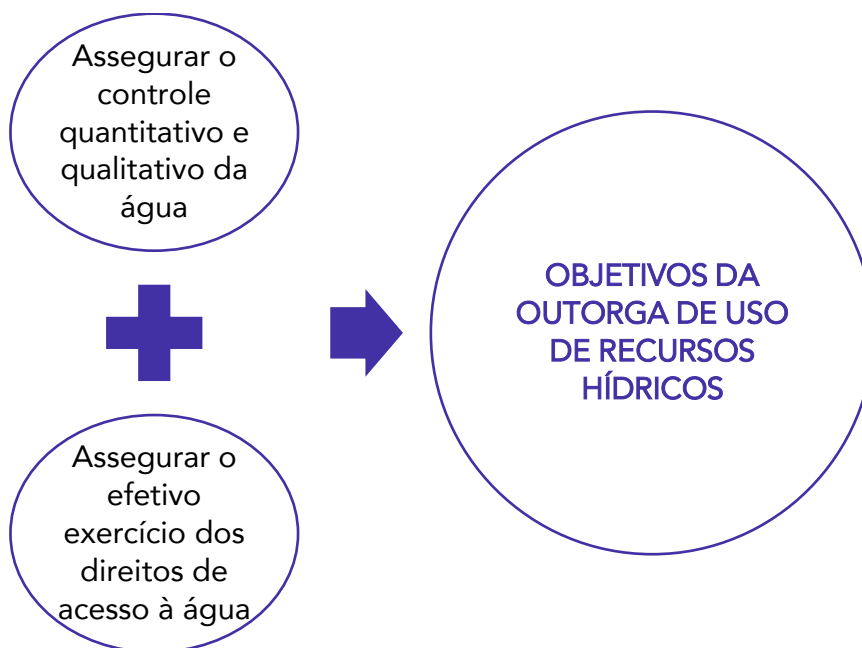 Assegurar o
controle
quantitativo e
qualitativo da
água
Assegurar o
efetivo
exercício dos
direitos de
acesso à água
OBJETIVOS DA
OUTORGA DE USO
DE RECURSOS
HÍDRICOS